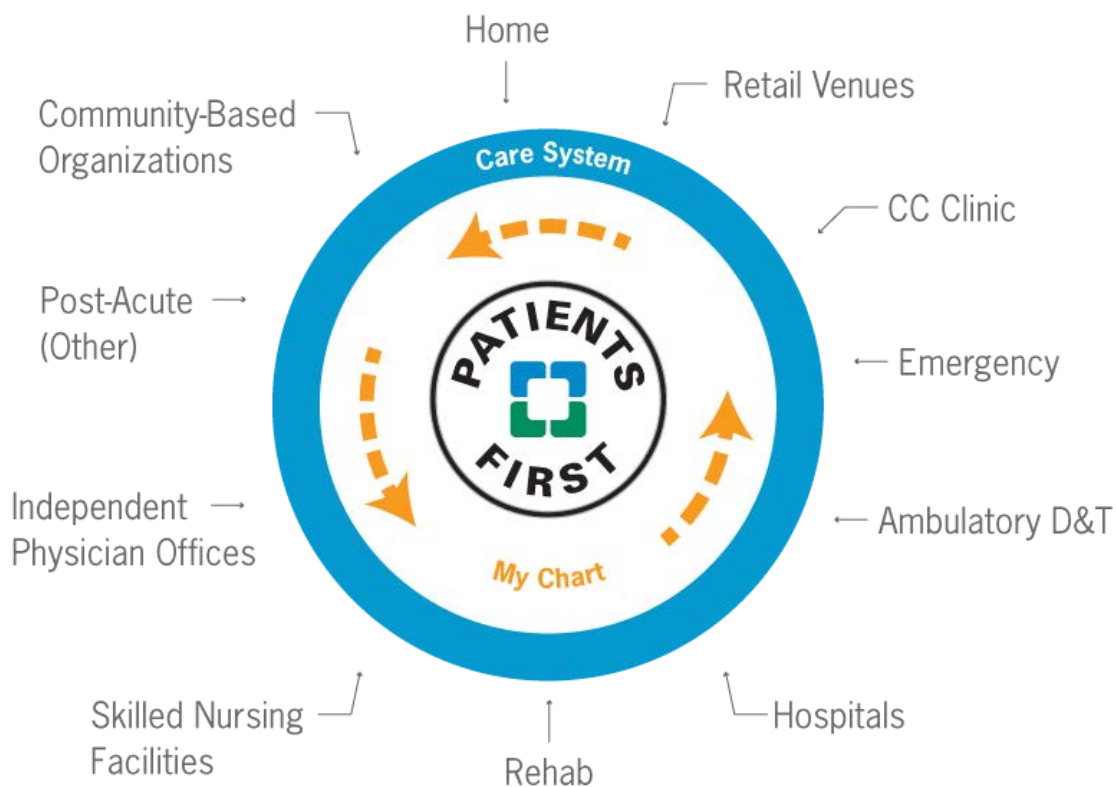 Home
Retail Venues
Community-Based
Organizations
Care System
CC Clinic
Post-Acute
(Other)
PATIENTS
FIRST
Emergency
Independent
Physician Offices
Ambulatory D&T
My Chart
Skilled Nursing
Facilities
Hospitals
Rehab